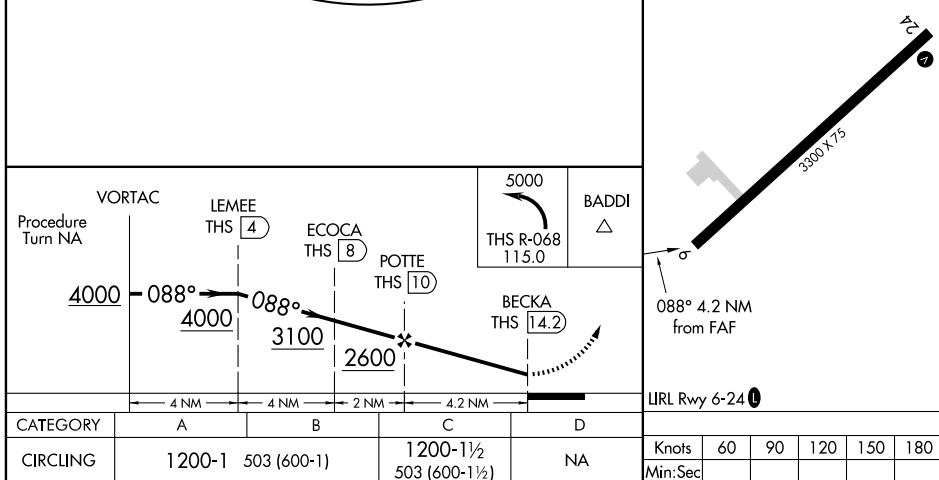 VORTAC
Procedure
Turn NA
LEMEE
THS 4
ECOCA
THS 8
POTTE
THS 10
BECKA
THS 14.2
5000
THS R-068
115.0
BADDI
4000
088°
4000
088°
3100
2600
4 NM
4 NM
2 NM
4.2 NM
CATEGORY A B C D
CIRCLING 1200-1 503 (600-1) 1200-1½ 503 (600-1½) NA
24
V
3300 X 75
6
088° 4.2 NM
from FAF
LIRL Rwy 6-24 L
Knots 60 90 120 150 180
Min:Sec